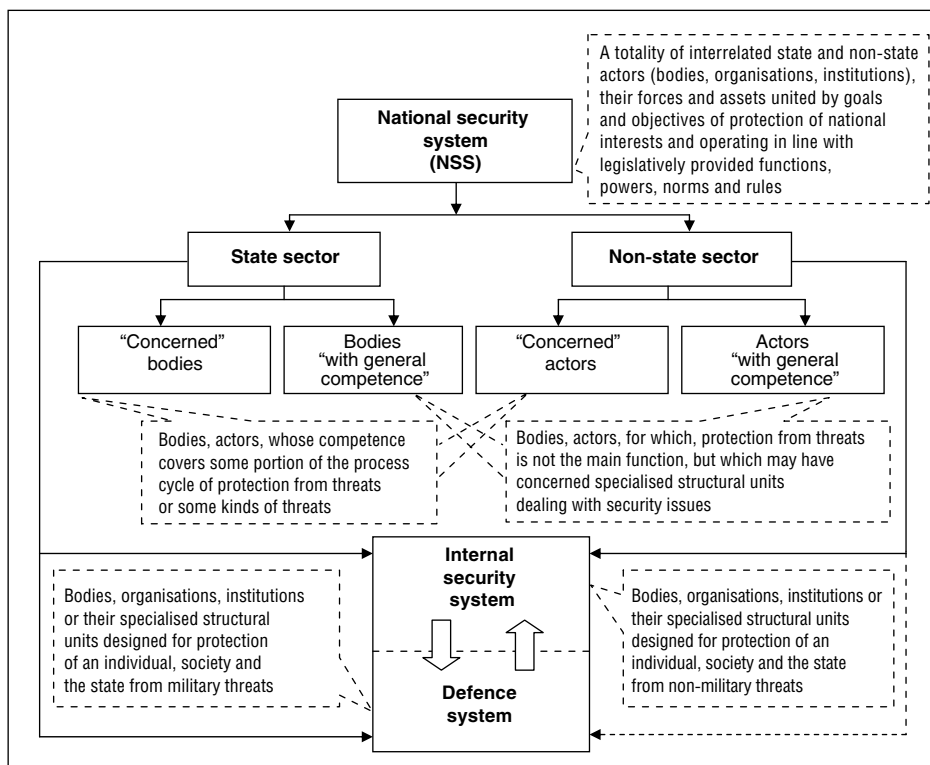 A totality of interrelated state and non-state
actors (bodies, organisations, institutions),
their forces and assets united by goals
and objectives of protection of national
interests and operating in line with
legislatively provided functions,
powers, norms and rules
National security
system
(NSS)
State sector
Non-state sector
“Concerned”
bodies
Bodies
“with general
competence”
“Concerned”
actors
Actors
“with general
competence”
Bodies, actors, whose competence
covers some portion of the process
cycle of protection from threats
or some kinds of threats
Bodies, actors, for which, protection from threats
is not the main function, but which may have
concerned specialised structural units
dealing with security issues
Internal
security
system
Defence
system
Bodies, organisations, institutions
or their specialised structural
units designed for protection
of an individual, society and
the state from military threats
Bodies, organisations, institutions or
their specialised structural units
designed for protection of an
individual, society and the state
from non-military threats